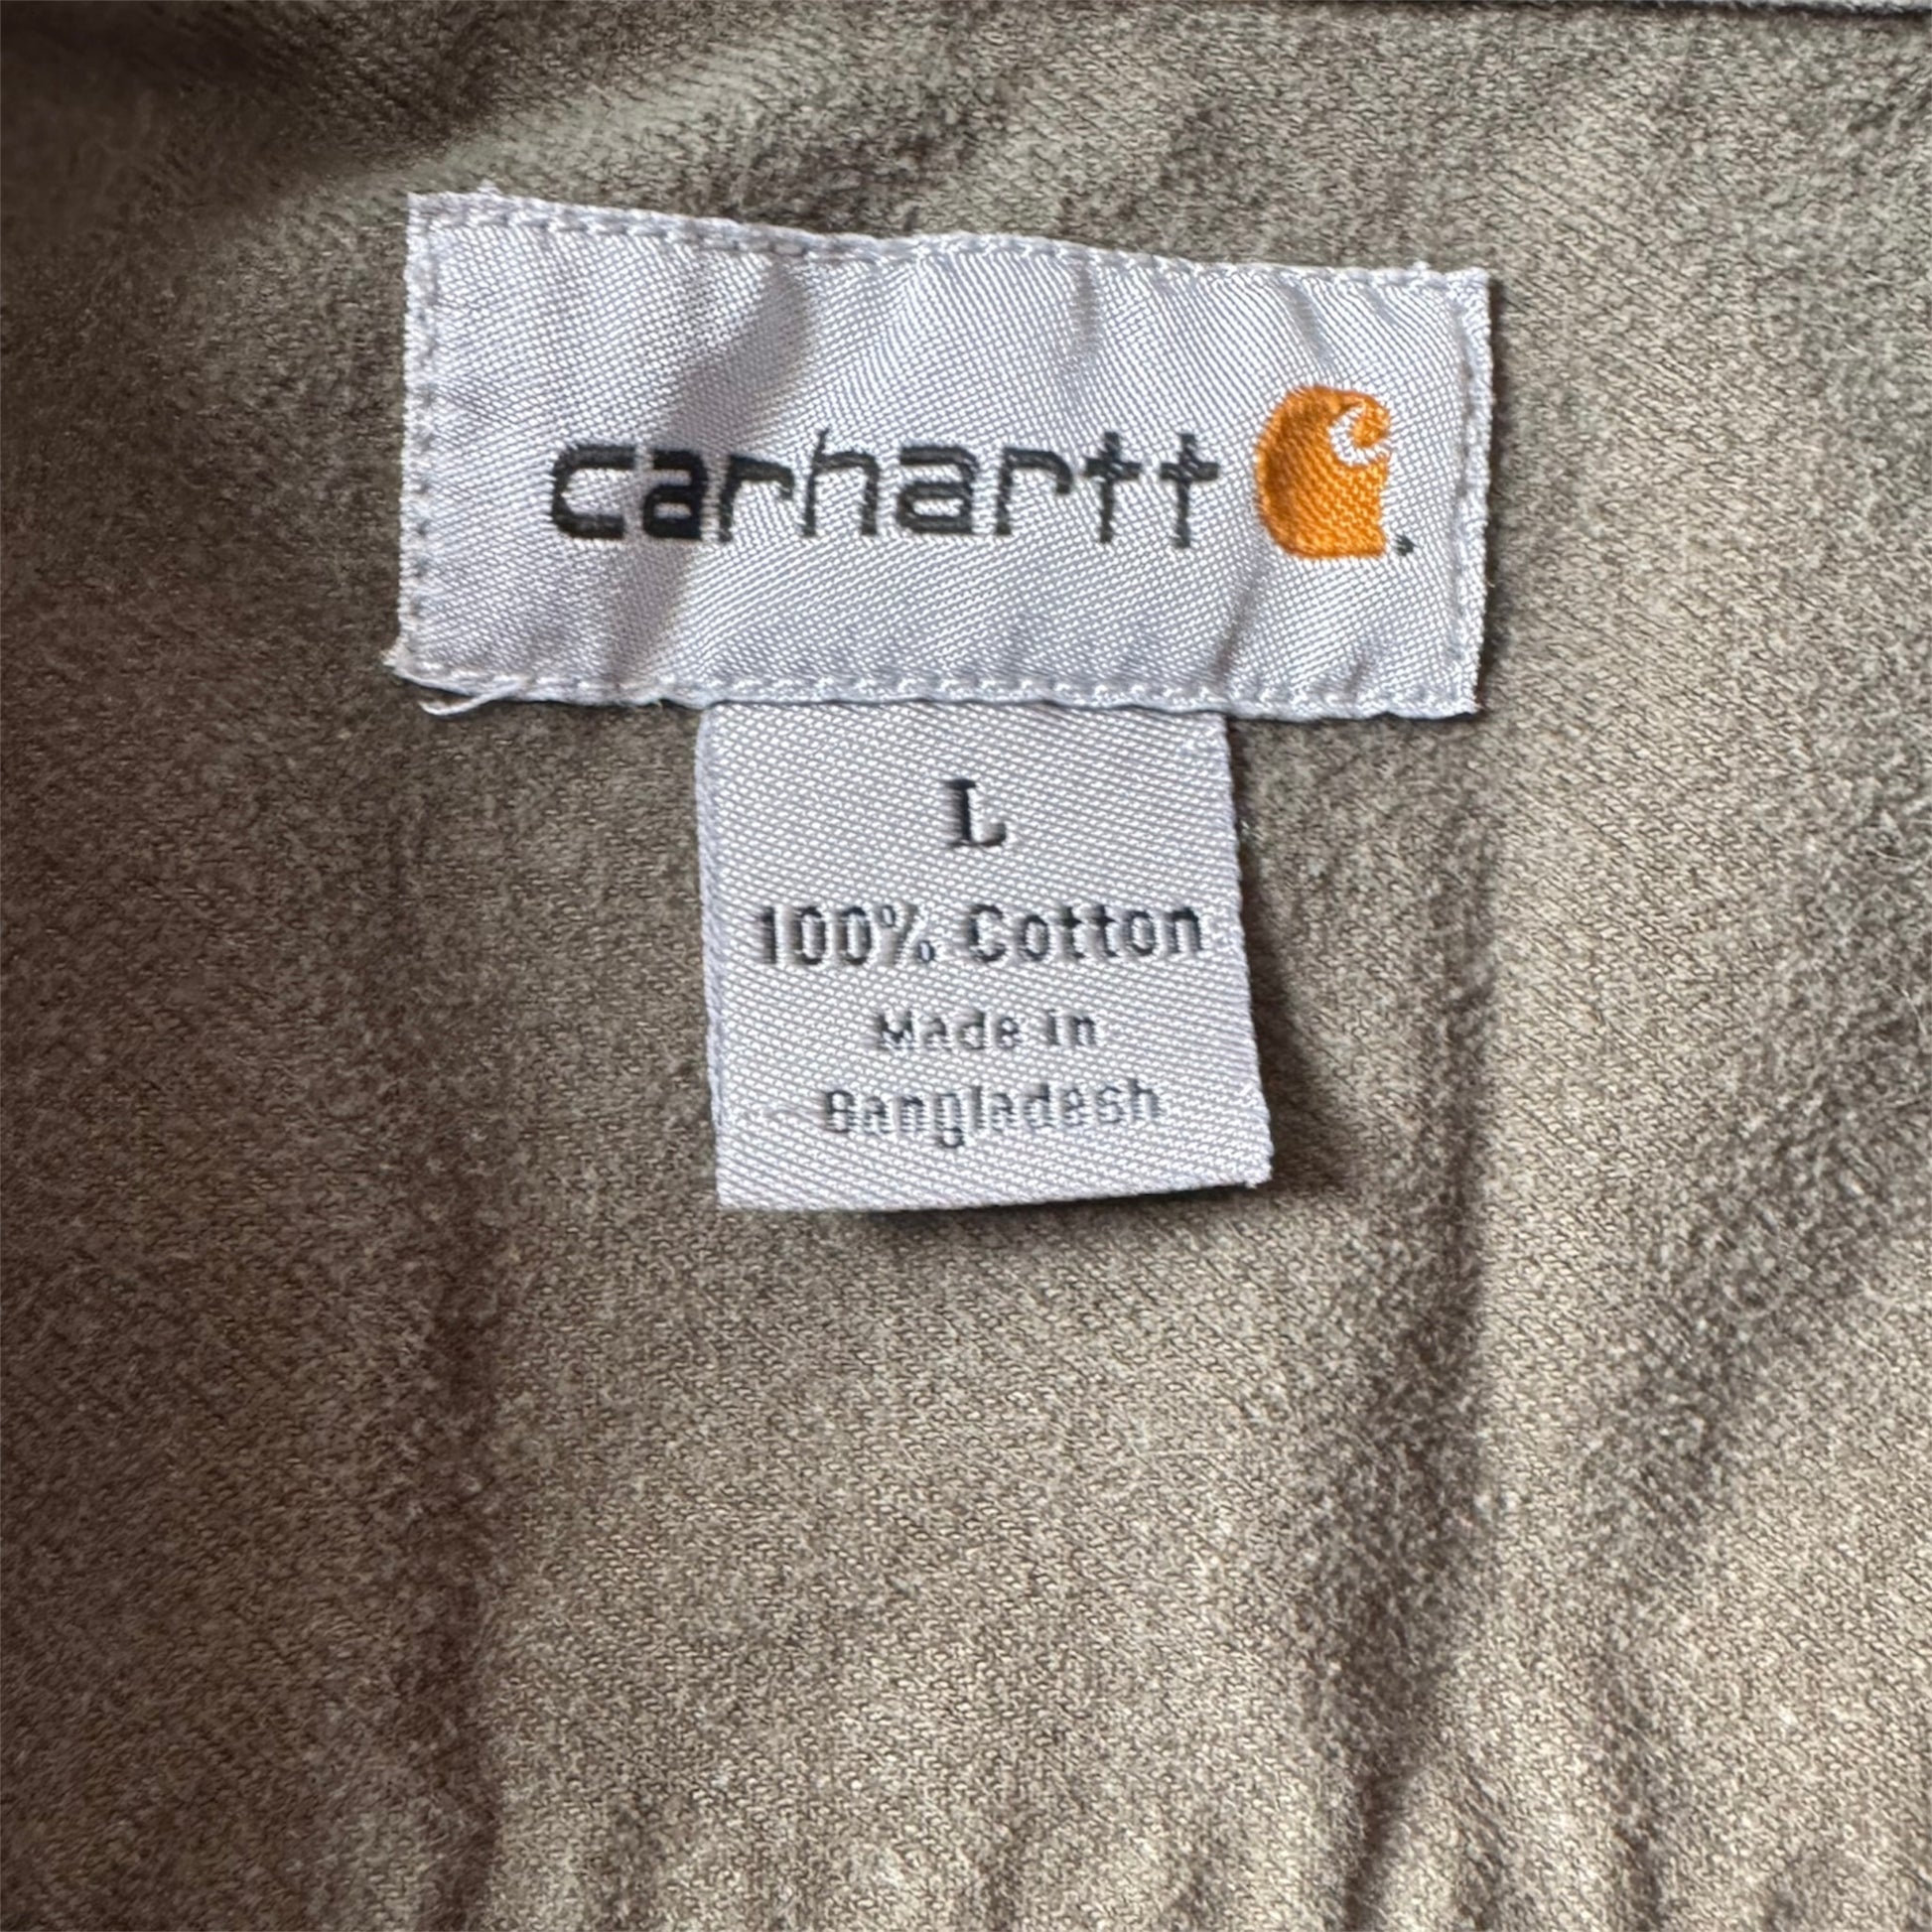 carhartt
L
100% Cotton
Made in
Bangladesh